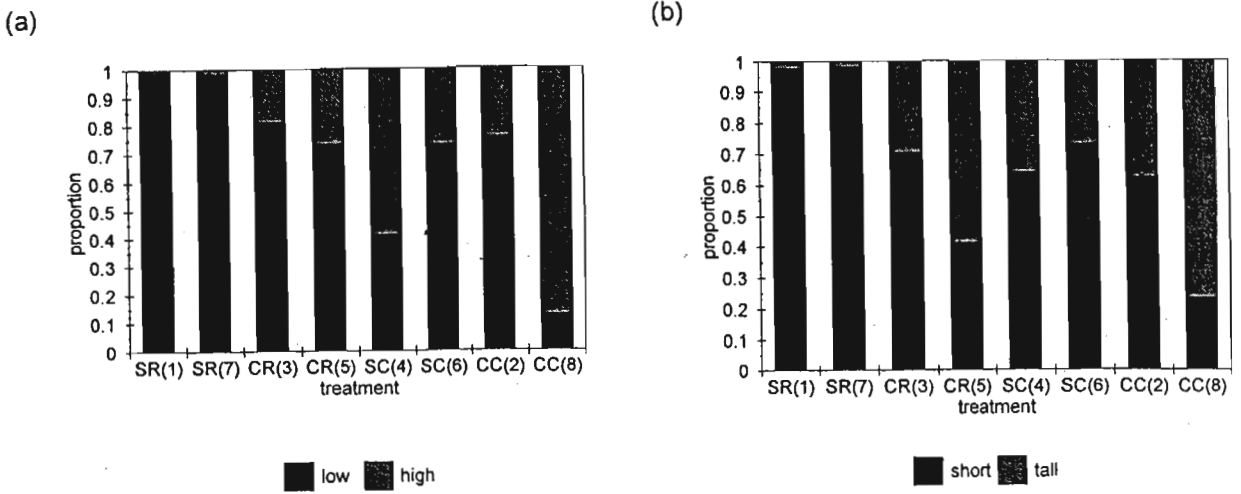 (a)
1
0.9
0.8
0.7
0.6
0.5
0.4
0.3
0.2
0.1
0
proportion
SR(1) SR(7) CR(3) CR(5) SC(4) SC(6) CC(2) CC(8)
treatment
low high
(b)
1
0.9
0.8
0.7
0.6
0.5
0.4
0.3
0.2
0.1
0
proportion
SR(1) SR(7) CR(3) CR(5) SC(4) SC(6) CC(2) CC(8)
treatment
short tall